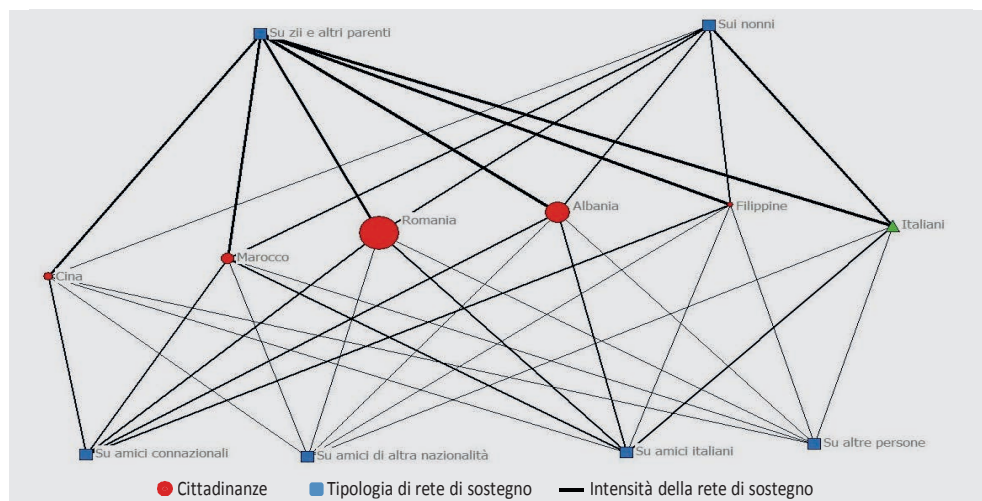 Su zii e altri parenti
Sui nonni
Romania
Albania
Filippine
Italiani
Marocco
Cina
Su amici connazionali
Su amici di altra nazionalità
Su amici italiani
Su altre persone
Cittadinanze
Tipologia di rete di sostegno
Intensità della rete di sostegno